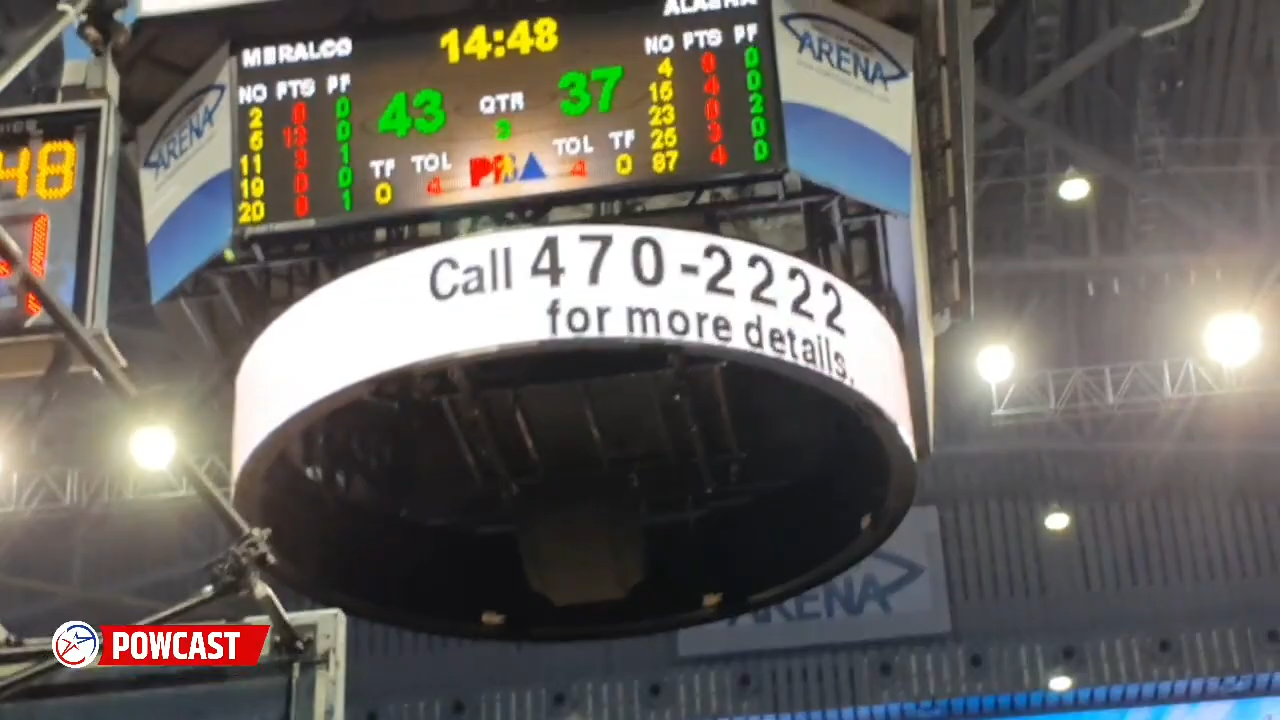 MERALCO 14:48 ALASKA
NO PTS PF 43 QTR 37 NO PTS PF
2 0 0 2 4 0 0
5 13 0 15 4 0
11 3 1 TF TOL PBA TOL TF 23 0 2
19 0 0 0 4 4 0 25 3 0
20 0 1 87 4 0
ARENA
ARENA
48
1
Call 470-2222
for more details.
ARENA
POWCAST